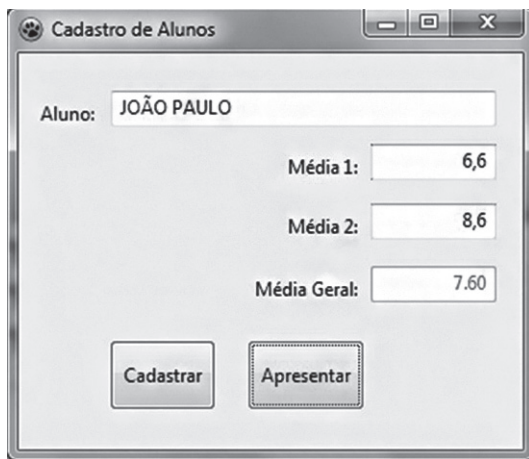 Cadastro de Alunos
Aluno: JOÃO PAULO
Média 1: 6,6
Média 2: 8,6
Média Geral: 7.60
Cadastrar Apresentar